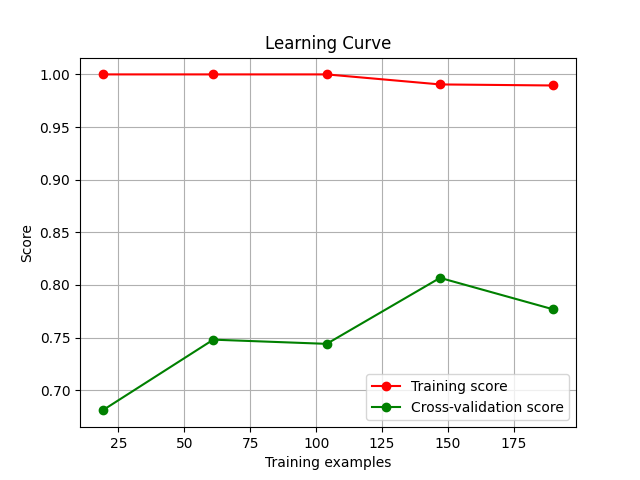 Learning Curve
1.00
0.95
0.90
0.85
0.80
0.75
0.70
Score
25 50 75 100 125 150 175
Training examples
Training score
Cross-validation score